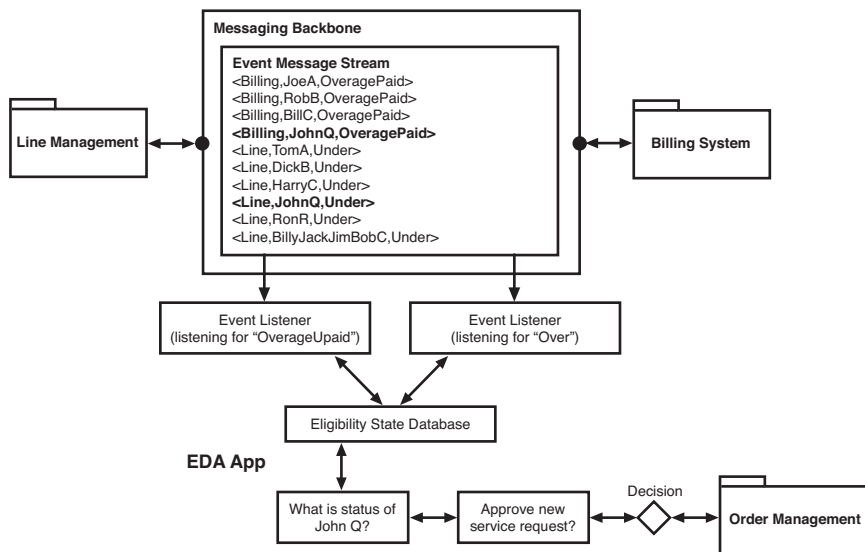 Messaging Backbone
Event Message Stream
<Billing,JoeA,OveragePaid>
<Billing,RobB,OveragePaid>
<Billing,BillC,OveragePaid>
<Billing,JohnQ,OveragePaid>
<Line,TomA,Under>
<Line,DickB,Under>
<Line,HarryC,Under>
<Line,JohnQ,Under>
<Line,RonR,Under>
<Line,BillyJackJimBobC,Under>
Line Management
Billing System
Event Listener
(listening for “OverageUpaid”)
Event Listener
(listening for “Over”)
Eligibility State Database
EDA App
What is status of
John Q?
Approve new
service request?
Decision
Order Management